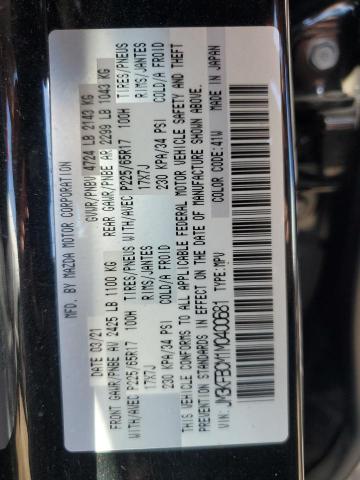 MFD. BY MAZDA MOTOR CORPORATION
DATE 03/21 GVWR/PNBV 4724 LB 2143 KG
FRONT GAWR/PNBE AV 2425 LB 1100 KG REAR GAWR/PNBE AR 2299 LB 1043 KG
WITH/AVEC P225/65R17 100H TIRES/PNEUS WITH/AVEC P225/65R17 100H TIRES/PNEUS
17X7J RIMS/JANTES 17X7J RIMS/JANTES
230 KPA/34 PSI COLD/A FROID 230 KPA/34 PSI COLD/A FROID
THIS VEHICLE CONFORMS TO ALL APPLICABLE FEDERAL MOTOR VEHICLE SAFETY AND THEFT
PREVENTION STANDARDS IN EFFECT ON THE DATE OF MANUFACTURE SHOWN ABOVE.
VIN: JM3KFBCM1M0400681 TYPE: MPV COLOR CODE: 41W MADE IN JAPAN